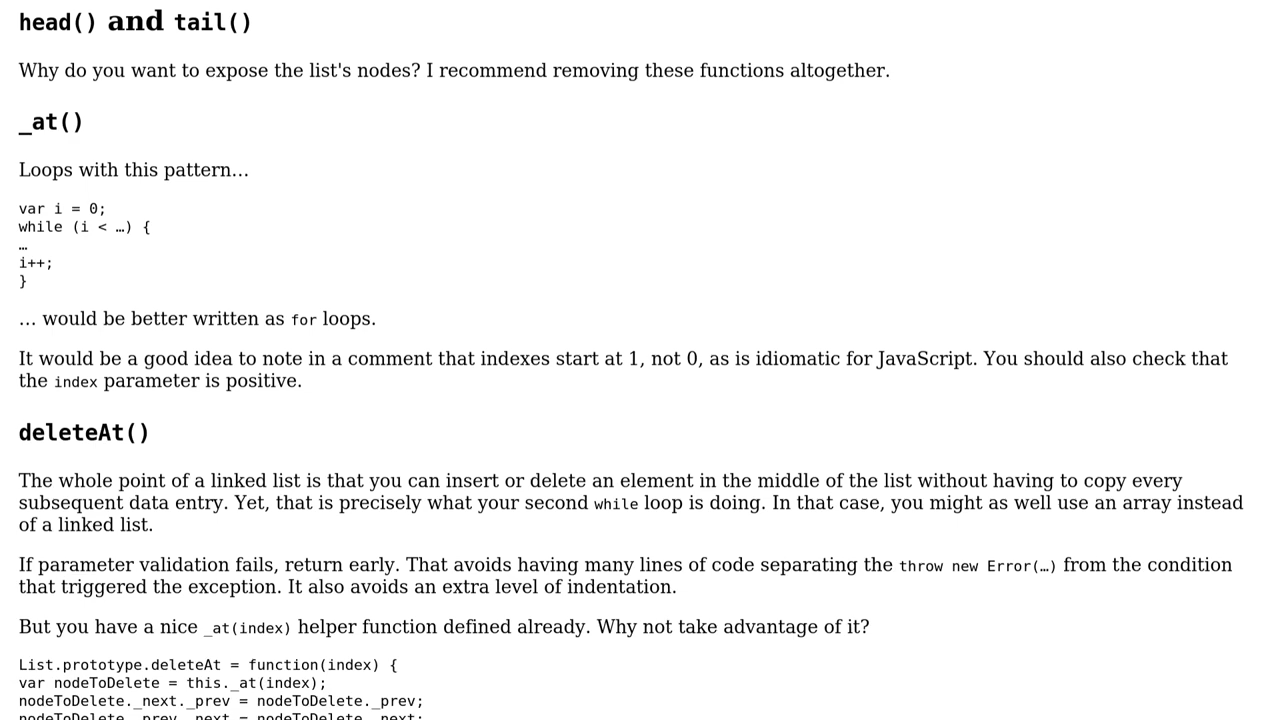 head() and tail()
Why do you want to expose the list's nodes? I recommend removing these functions altogether.
_at()
Loops with this pattern…
var i = 0;
while (i < …) {
…
i++;
}
… would be better written as for loops.
It would be a good idea to note in a comment that indexes start at 1, not 0, as is idiomatic for JavaScript. You should also check that
the index parameter is positive.
deleteAt()
The whole point of a linked list is that you can insert or delete an element in the middle of the list without having to copy every
subsequent data entry. Yet, that is precisely what your second while loop is doing. In that case, you might as well use an array instead
of a linked list.
If parameter validation fails, return early. That avoids having many lines of code separating the throw new Error(…) from the condition
that triggered the exception. It also avoids an extra level of indentation.
But you have a nice _at(index) helper function defined already. Why not take advantage of it?
List.prototype.deleteAt = function(index) {
var nodeToDelete = this._at(index);
nodeToDelete._next._prev = nodeToDelete._prev;
nodeToDelete._prev._next = nodeToDelete._next;